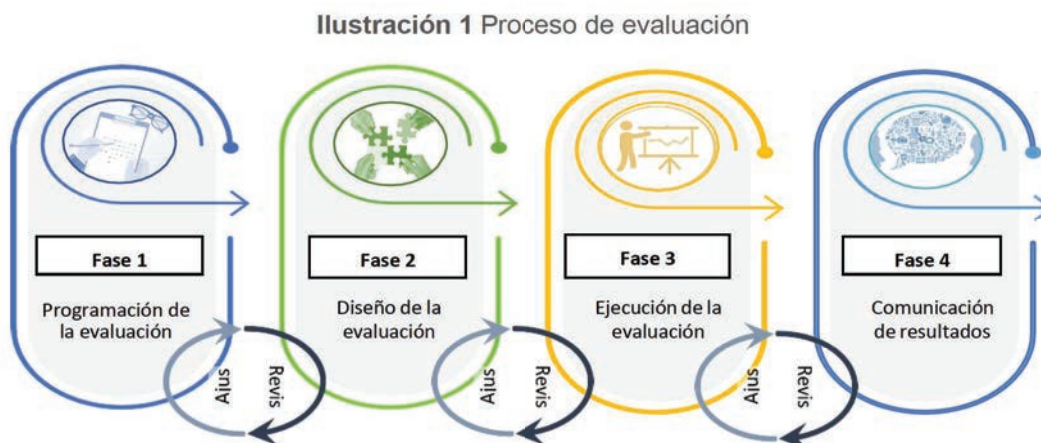 Ilustración 1 Proceso de evaluación
Fase 1
Programación de
la evaluación
Fase 2
Diseño de la
evaluación
Fase 3
Ejecución de la
evaluación
Fase 4
Comunicación
de resultados
Ajus
Revis
Ajus
Revis
Ajus
Revis